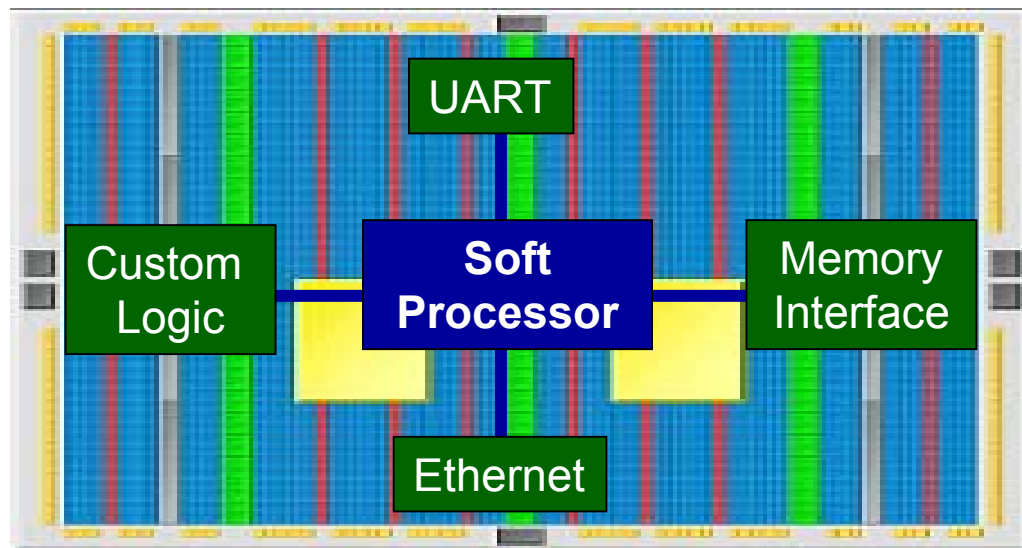 UART
Custom
Logic
Soft
Processor
Memory
Interface
Ethernet